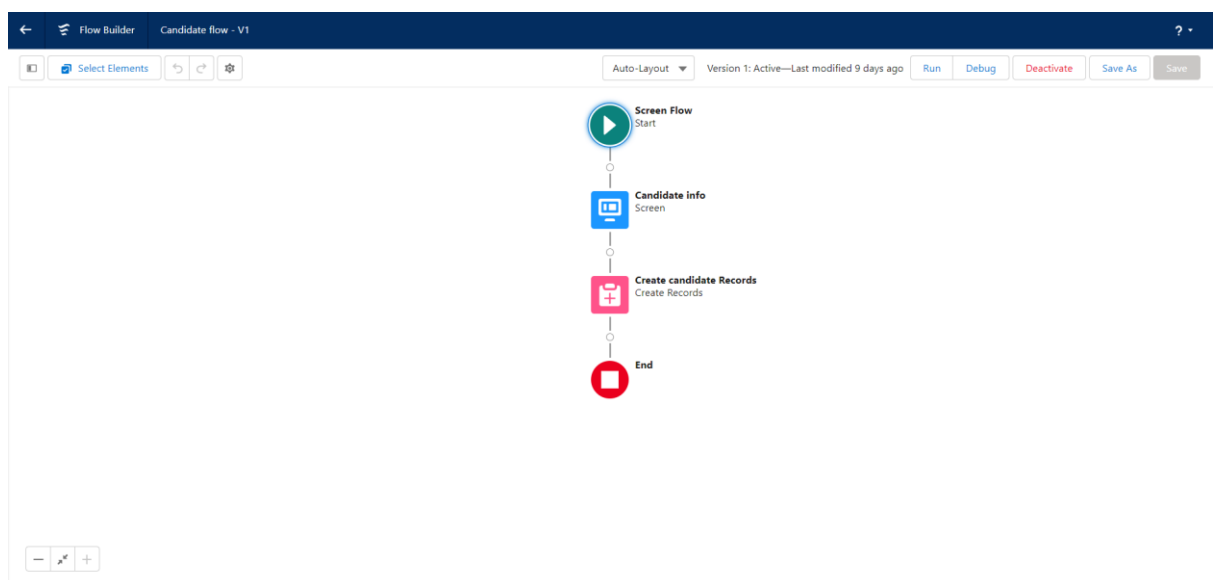 Flow Builder Candidate flow - V1 ?
Select Elements Auto-Layout Version 1: Active—Last modified 9 days ago Run Debug Deactivate Save As Save
Screen Flow
Start
Candidate info
Screen
Create candidate Records
Create Records
End